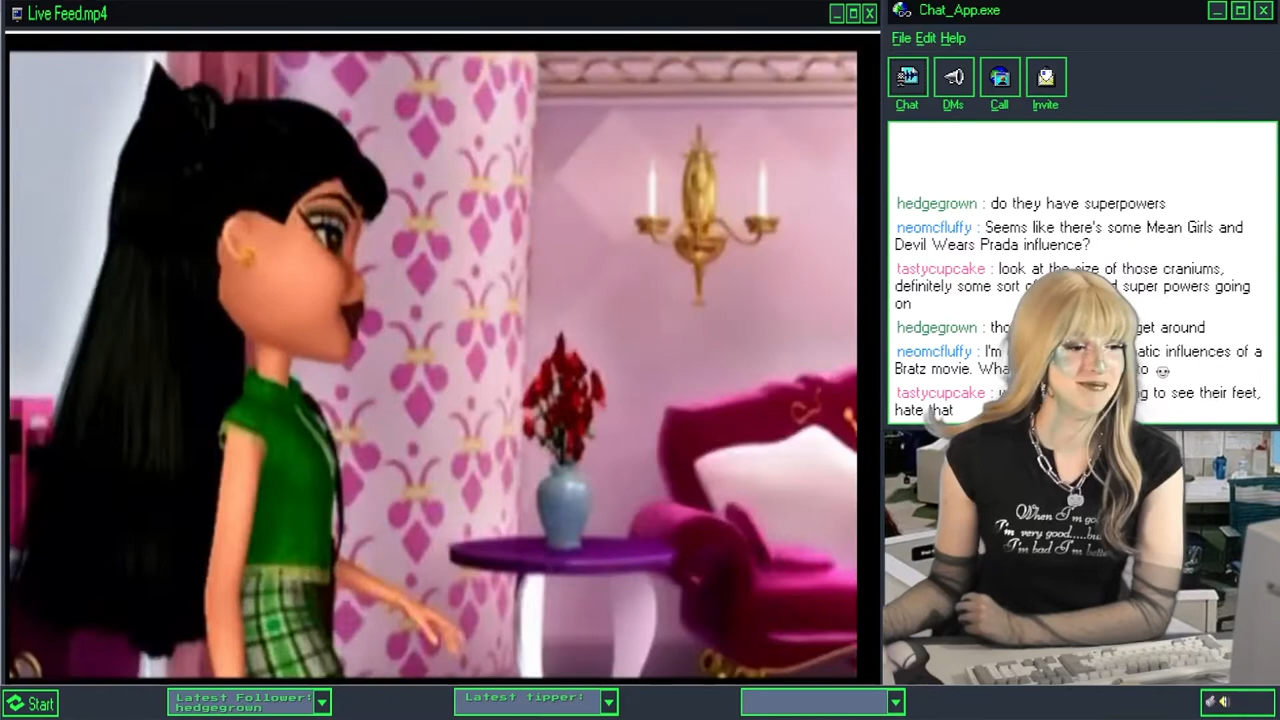 Live Feed.mp4
Chat_App.exe
File Edit Help
Chat DMs Call Invite
hedgegrown : do they have superpowers
neomcfluffy : Seems like there's some Mean Girls and
Devil Wears Prada influence?
tastycupcake : look at the size of those craniums,
definitely some sort super powers going
on
hedgegrown : get around
neomcfluffy : I'm influences of a
Bratz movie. to
tastycupcake : to see their feet,
hate that
When I'm
I'm very good.....
I'm bad I'm
Start
Latest Follower:
hedgegrown
Latest tipper: